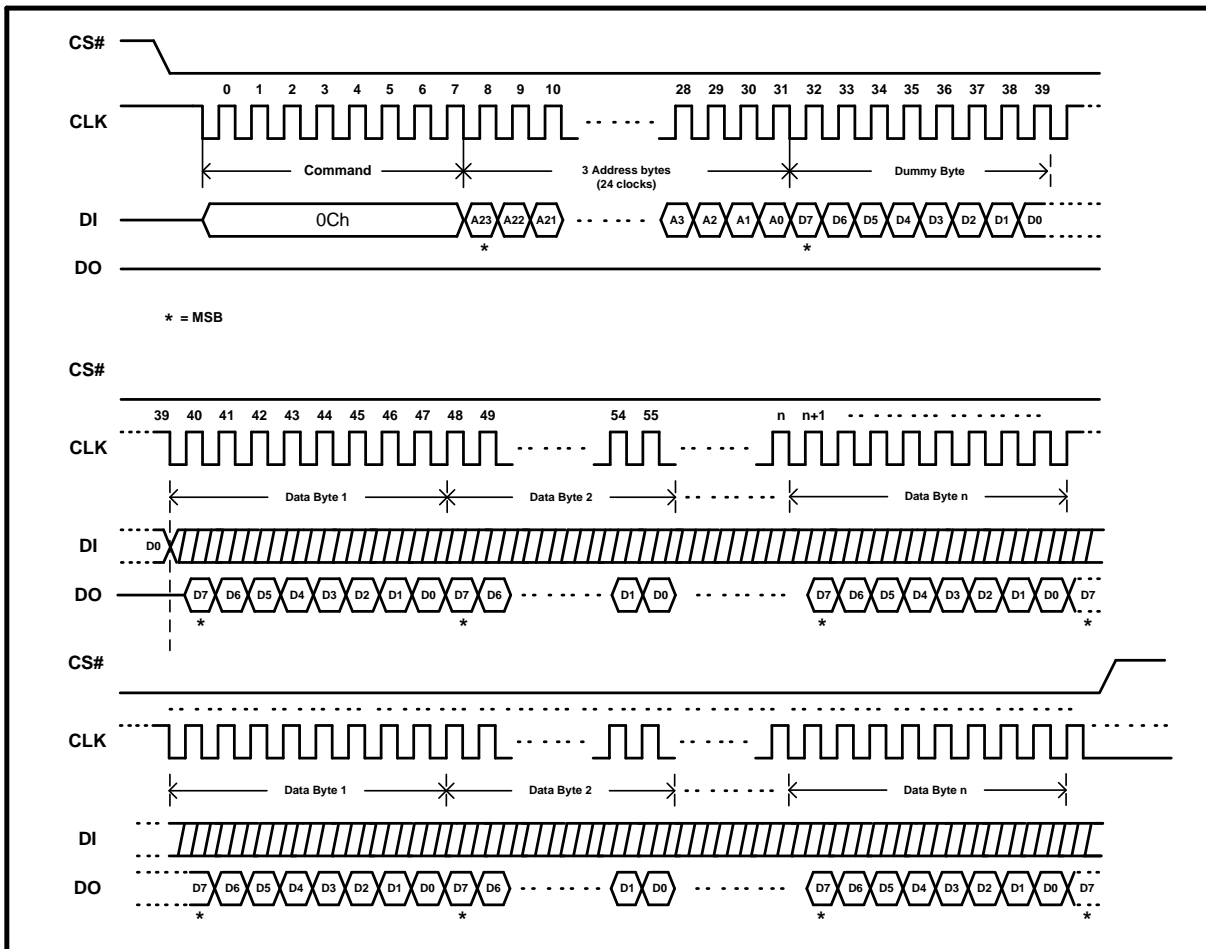 CS#
0 1 2 3 4 5 6 7 8 9 10 28 29 30 31 32 33 34 35 36 37 38 39
CLK
Command 3 Address bytes Dummy Byte
(24 clocks)
DI 0Ch A23 A22 A21 A3 A2 A1 A0 D7 D6 D5 D4 D3 D2 D1 D0
* *
DO
* = MSB
CS#
39 40 41 42 43 44 45 46 47 48 49 54 55 n n+1
CLK
Data Byte 1 Data Byte 2 Data Byte n
DI D0
DO D7 D6 D5 D4 D3 D2 D1 D0 D7 D6 D1 D0 D7 D6 D5 D4 D3 D2 D1 D0 D7
* * * *
CS#
CLK
Data Byte 1 Data Byte 2 Data Byte n
DI
DO D7 D6 D5 D4 D3 D2 D1 D0 D7 D6 D1 D0 D7 D6 D5 D4 D3 D2 D1 D0 D7
* * * *